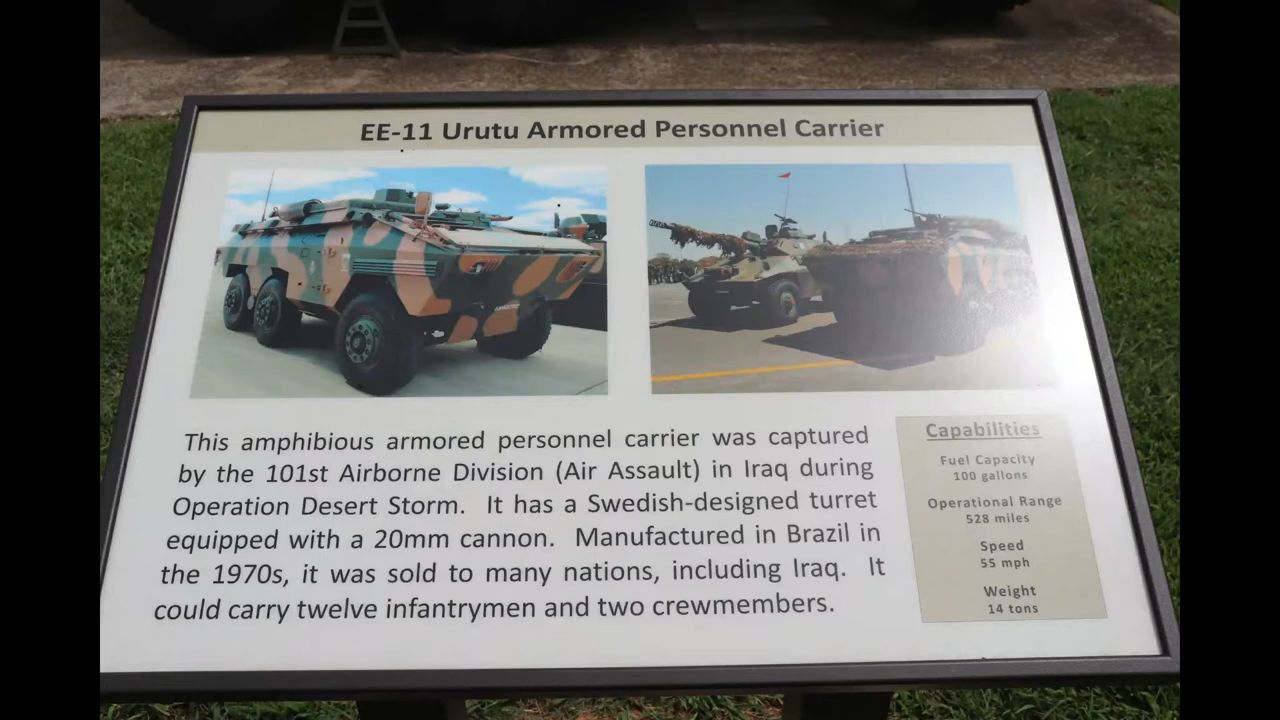 EE-11 Urutu Armored Personnel Carrier
This amphibious armored personnel carrier was captured
by the 101st Airborne Division (Air Assault) in Iraq during
Operation Desert Storm. It has a Swedish-designed turret
equipped with a 20mm cannon. Manufactured in Brazil in
the 1970s, it was sold to many nations, including Iraq. It
could carry twelve infantrymen and two crewmembers.
Capabilities
Fuel Capacity
100 gallons
Operational Range
528 miles
Speed
55 mph
Weight
14 tons